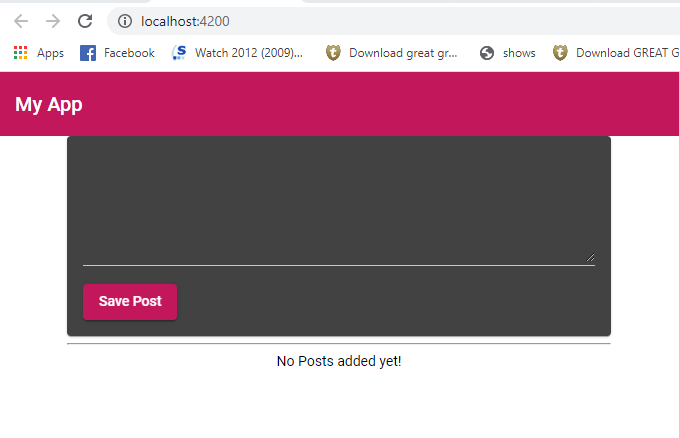 localhost:4200
Apps Facebook Watch 2012 (2009)... Download great gr... shows Download GREAT G
My App
Save Post
No Posts added yet!